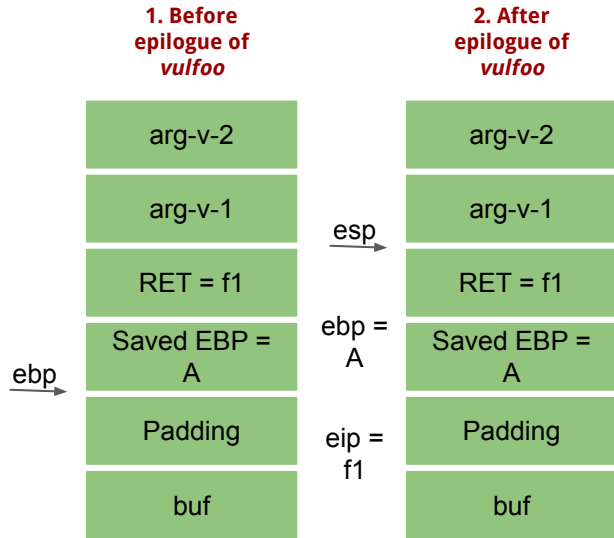 1. Before
epilogue of
vulfoo
arg-v-2
arg-v-1
RET = f1
Saved EBP =
A
Padding
buf
ebp
esp
ebp =
A
eip =
f1
2. After
epilogue of
vulfoo
arg-v-2
arg-v-1
RET = f1
Saved EBP =
A
Padding
buf